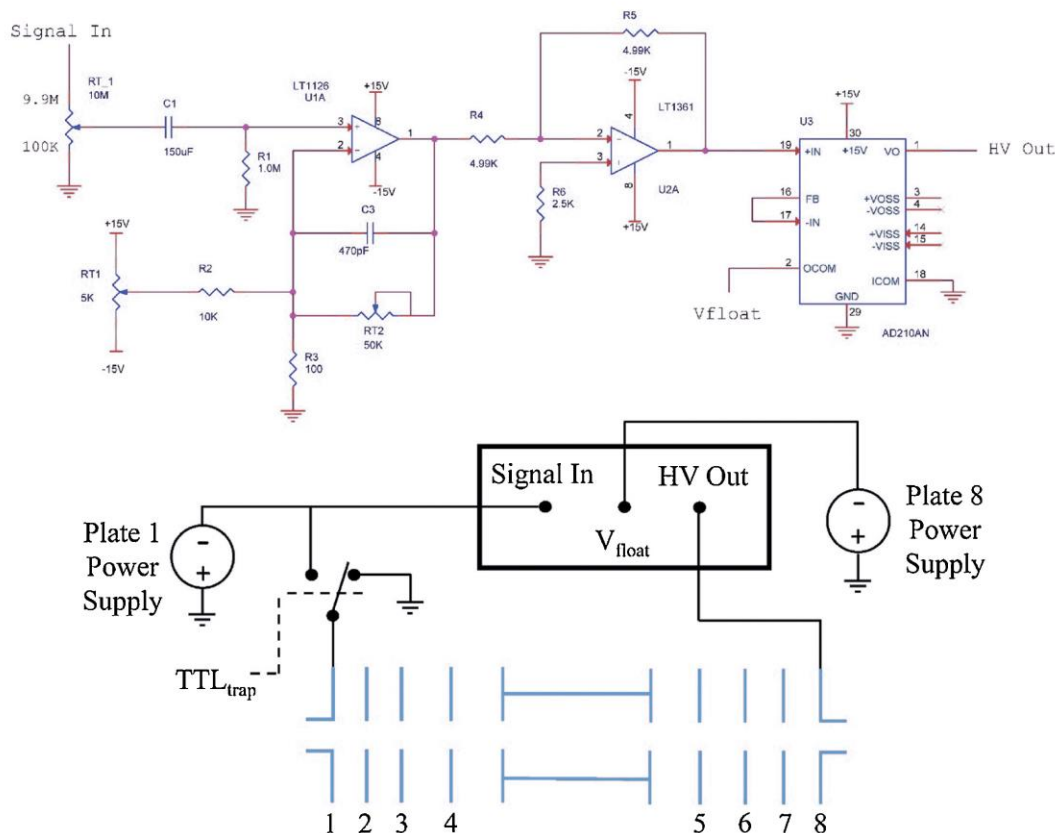 Signal In
RT_1
10M
9.9M
100K
C1
150uF
R1
1.0M
LT1126
U1A
+15V
3
+
8
1
2
-
4
-15V
R4
4.99K
R5
4.99K
-15V
4
LT1361
2
-
1
3
+
8
U2A
+15V
R6
2.5K
C3
470pF
+15V
RT1
5K
-15V
R2
10K
RT2
50K
R3
100
+15V
U3
30
19
+IN
+15V
VO
1
HV Out
16
FB
+VOSS
3
-VOSS
4
17
-IN
+VISS
14
-VISS
15
2
OCOM
ICOM
18
Vfloat
GND
29
AD210AN
Signal In
HV Out
Vfloat
Plate 1
Power
Supply
-
+
Plate 8
Power
Supply
-
+
TTLtrap
1 2 3 4 5 6 7 8